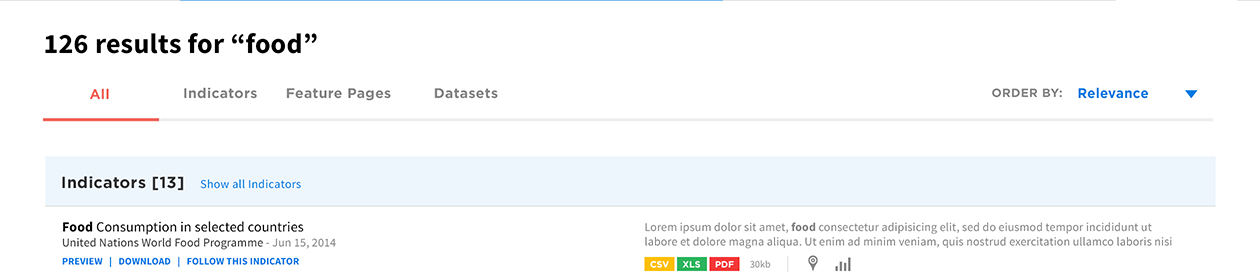 126 results for “food”
All Indicators Feature Pages Datasets ORDER BY: Relevance
Indicators [13] Show all Indicators
Food Consumption in selected countries
United Nations World Food Programme - Jun 15, 2014
PREVIEW | DOWNLOAD | FOLLOW THIS INDICATOR
Lorem ipsum dolor sit amet, food consectetur adipisicing elit, sed do eiusmod tempor incididunt ut
labore et dolore magna aliqua. Ut enim ad minim veniam, quis nostrud exercitation ullamco laboris nisi
CSV XLS PDF 30kb